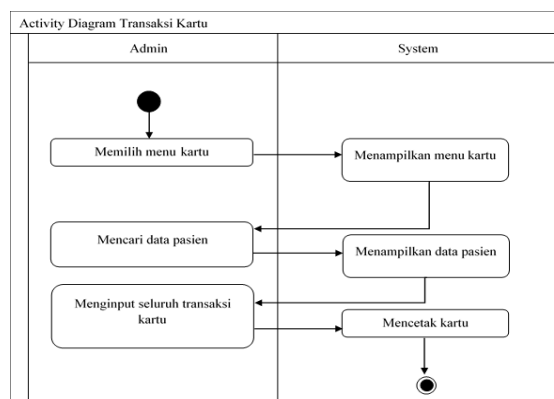 Activity Diagram Transaksi Kartu
Admin
System
Memilih menu kartu
Menampilkan menu kartu
Mencari data pasien
Menampilkan data pasien
Menginput seluruh transaksi
kartu
Mencetak kartu